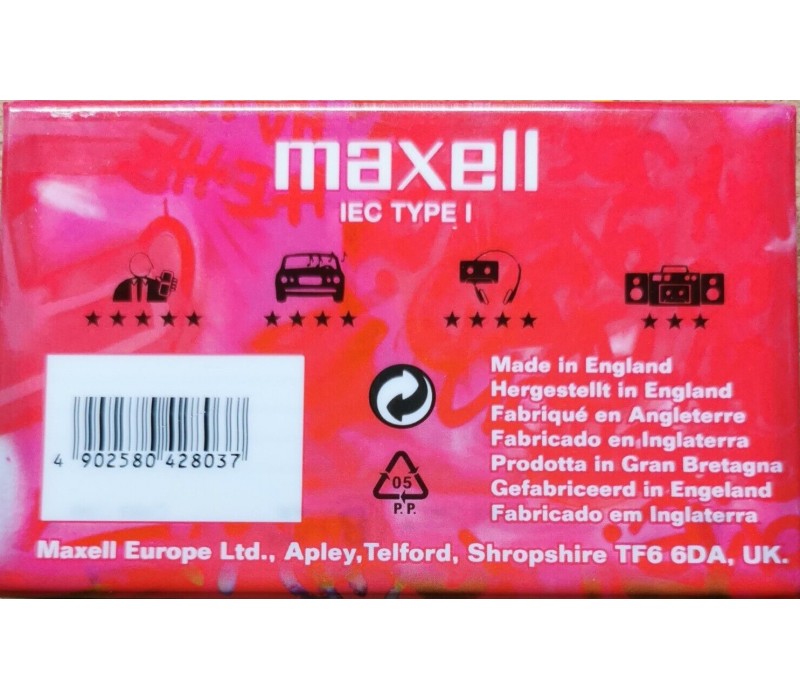 maxell
IEC TYPE I
★★★★★ ★★★★ ★★★★ ★★★
Made in England
Hergestellt in England
Fabriqué en Angleterre
Fabricado en Inglaterra
Prodotta in Gran Bretagna
Gefabriceerd in Engeland
Fabricado em Inglaterra
4 902580 428037
05
P.P.
Maxell Europe Ltd., Apley,Telford, Shropshire TF6 6DA, UK.